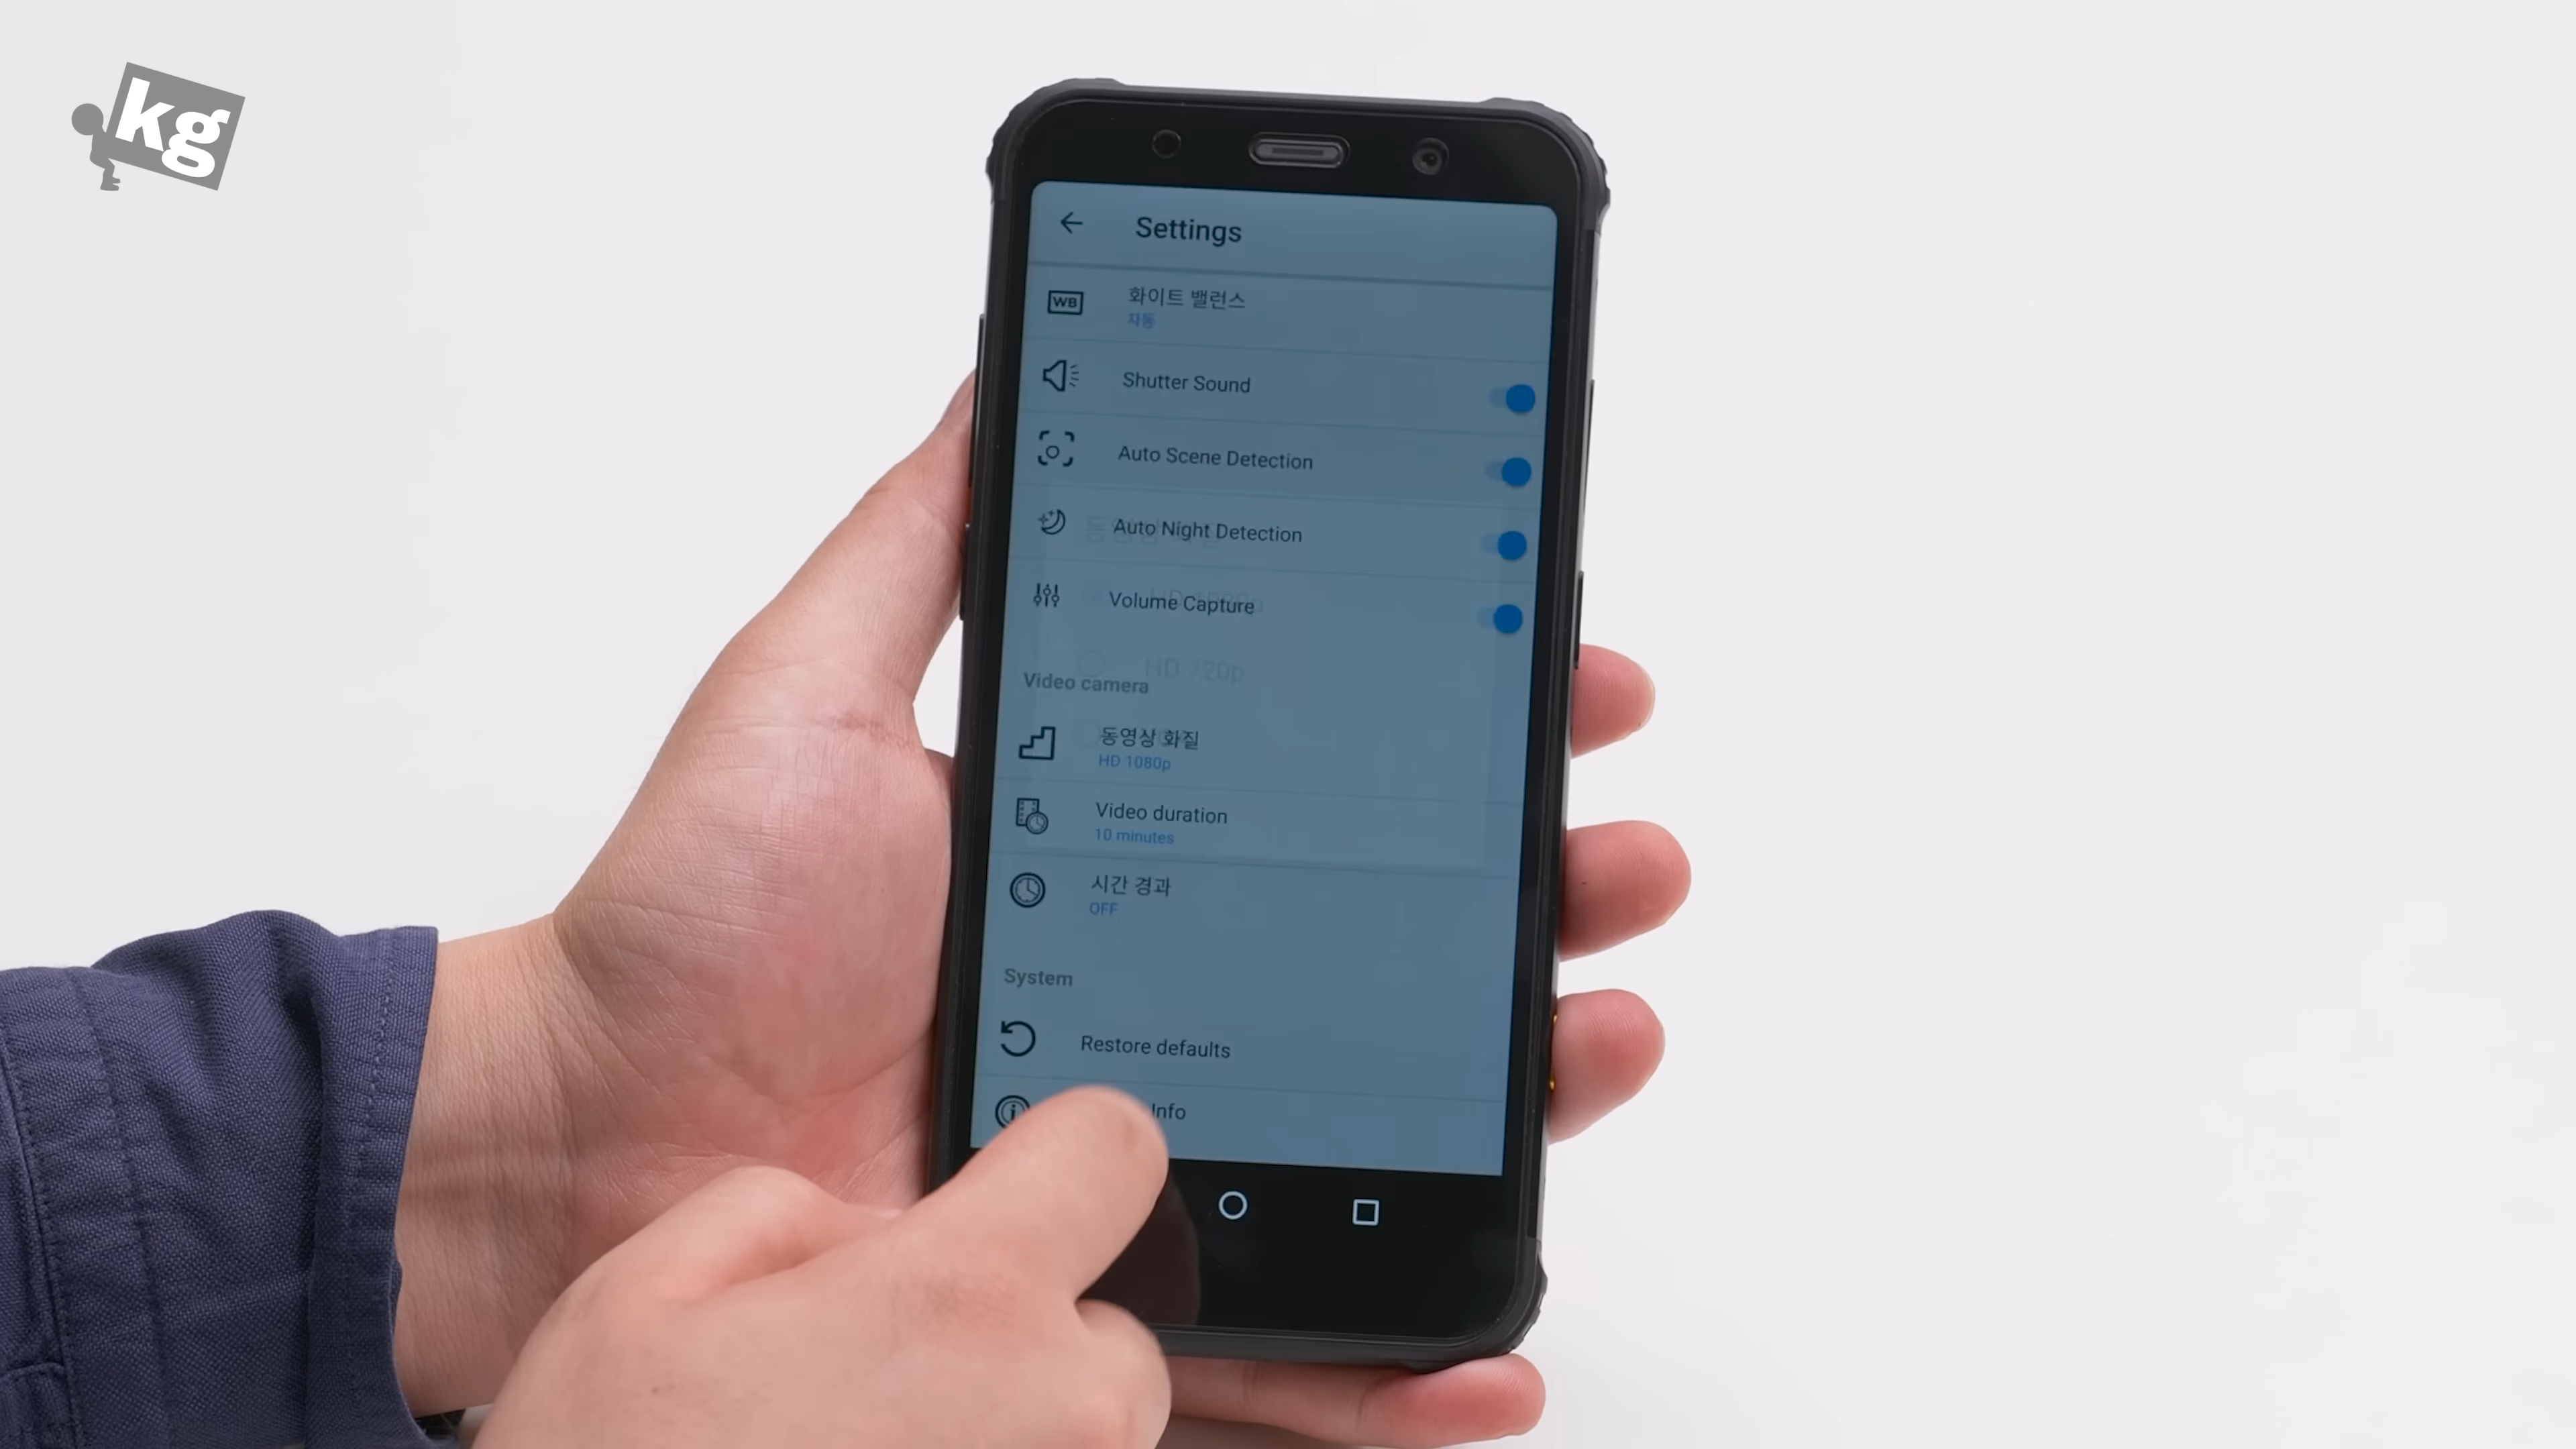 kg
Settings
WB
화이트 밸런스
자동
Shutter Sound
Auto Scene Detection
Auto Night Detection
Volume Capture
HD 720p
Video camera
동영상 화질
HD 1080p
Video duration
10 minutes
시간 경과
OFF
System
Restore defaults
Info